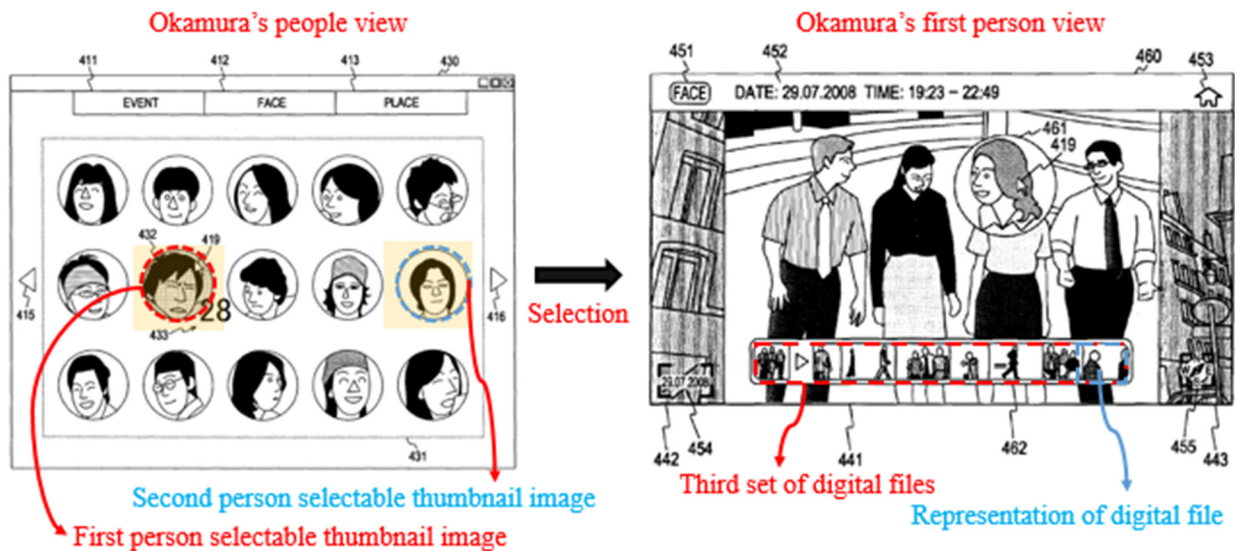 Okamura's people view
Okamura's first person view
411
412
413
430
EVENT
FACE
PLACE
432
419
415
28
433
416
431
Selection
451
452
460
453
FACE
DATE: 29.07.2008 TIME: 19:23 – 22:49
461
419
29.07.2008
442
454
441
462
455
443
Second person selectable thumbnail image
First person selectable thumbnail image
Third set of digital files
Representation of digital file